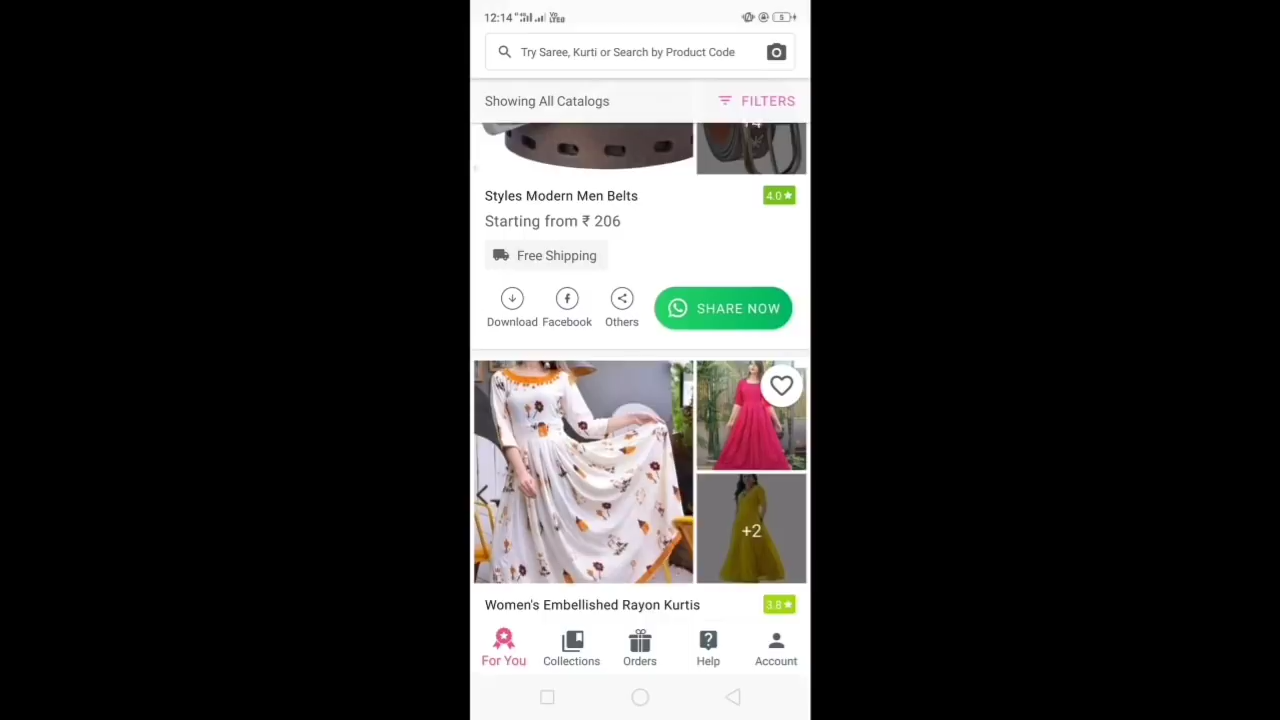 12:14
Try Saree, Kurti or Search by Product Code
Showing All Catalogs
FILTERS
Styles Modern Men Belts
4.0
Starting from ₹ 206
Free Shipping
Download
Facebook
Others
SHARE NOW
+2
Women's Embellished Rayon Kurtis
3.8
For You
Collections
Orders
Help
Account